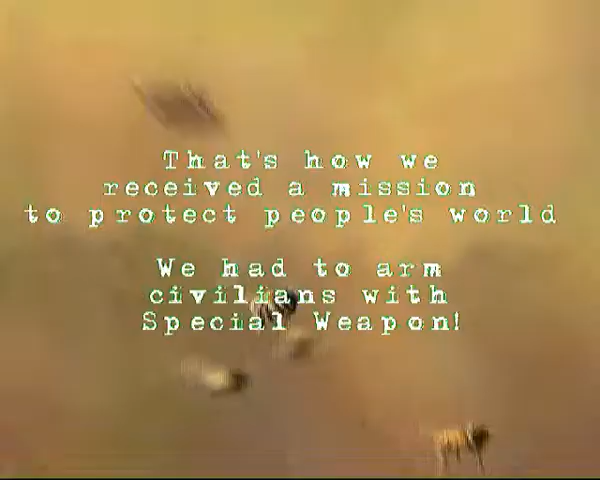 That's how we
received a mission
to protect people's world
We had to arm
civilians with
Special Weapon!